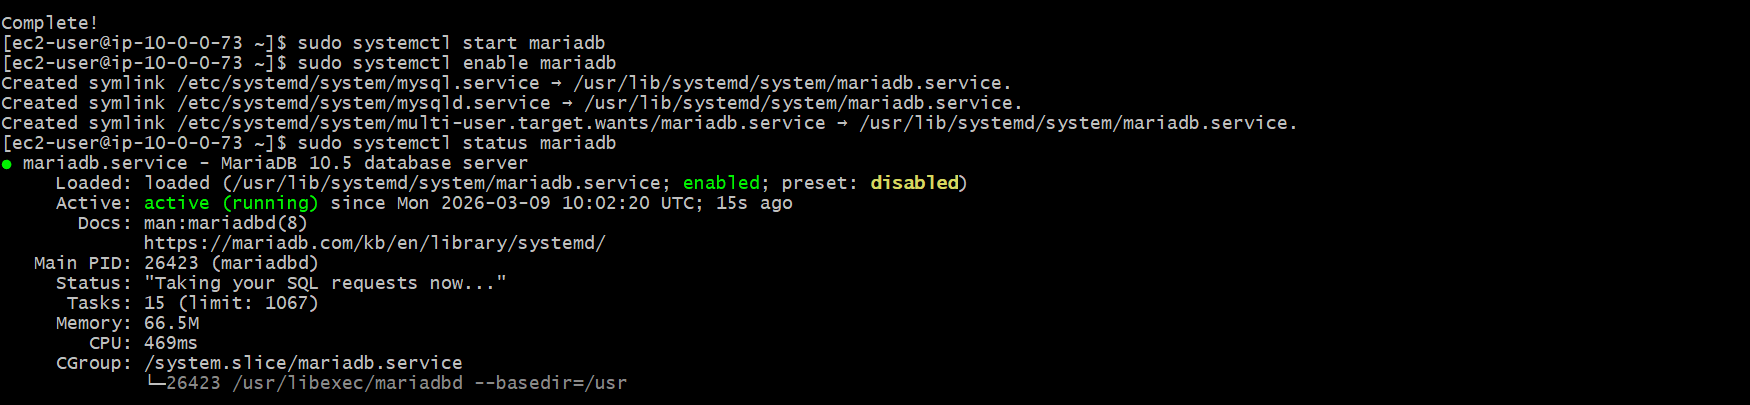 Complete!
[ec2-user@ip-10-0-0-73 ~]$ sudo systemctl start mariadb
[ec2-user@ip-10-0-0-73 ~]$ sudo systemctl enable mariadb
Created symlink /etc/systemd/system/mysql.service → /usr/lib/systemd/system/mariadb.service.
Created symlink /etc/systemd/system/mysqld.service → /usr/lib/systemd/system/mariadb.service.
Created symlink /etc/systemd/system/multi-user.target.wants/mariadb.service → /usr/lib/systemd/system/mariadb.service.
[ec2-user@ip-10-0-0-73 ~]$ sudo systemctl status mariadb
● mariadb.service - MariaDB 10.5 database server
     Loaded: loaded (/usr/lib/systemd/system/mariadb.service; enabled; preset: disabled)
     Active: active (running) since Mon 2026-03-09 10:02:20 UTC; 15s ago
       Docs: man:mariadbd(8)
             https://mariadb.com/kb/en/library/systemd/
   Main PID: 26423 (mariadbd)
     Status: "Taking your SQL requests now..."
      Tasks: 15 (limit: 1067)
     Memory: 66.5M
        CPU: 469ms
     CGroup: /system.slice/mariadb.service
             └─26423 /usr/libexec/mariadbd --basedir=/usr